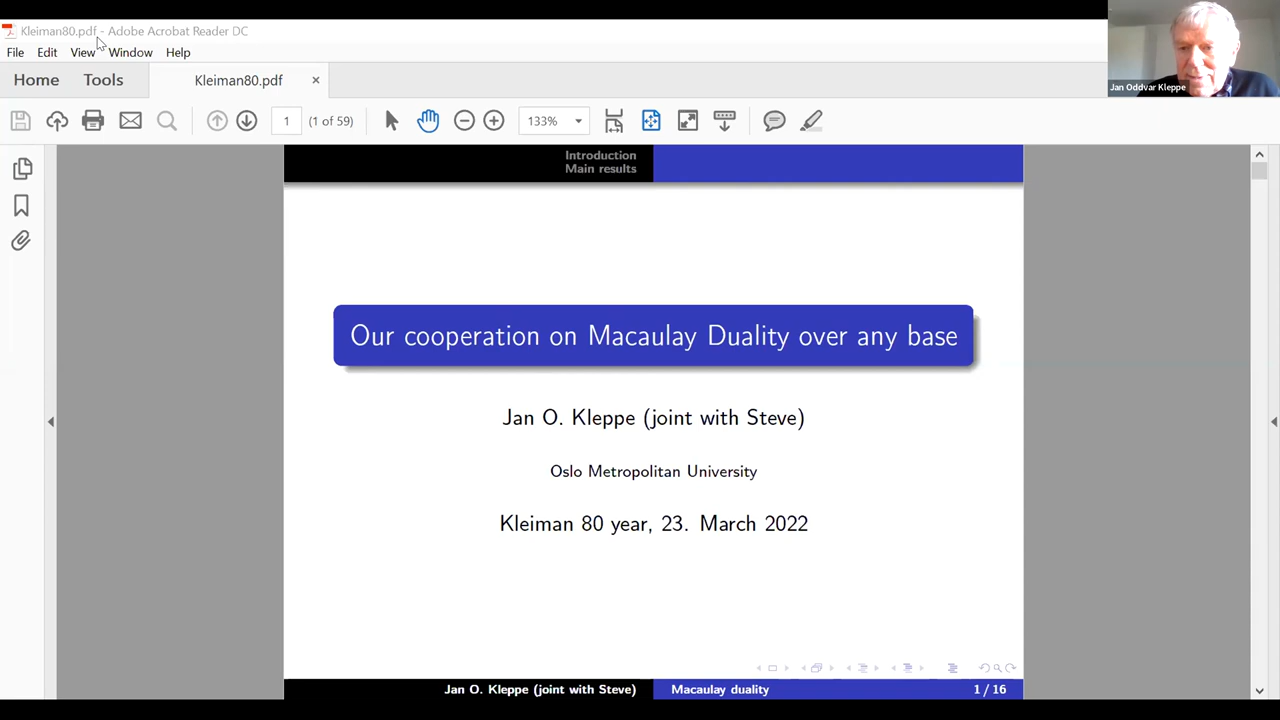 Kleiman80.pdf - Adobe Acrobat Reader DC
File Edit View Window Help
Home Tools Kleiman80.pdf ×
1 (1 of 59) 133%
Jan Oddvar Kleppe
Introduction
Main results
Our cooperation on Macaulay Duality over any base
Jan O. Kleppe (joint with Steve)
Oslo Metropolitan University
Kleiman 80 year, 23. March 2022
Jan O. Kleppe (joint with Steve) Macaulay duality 1 / 16